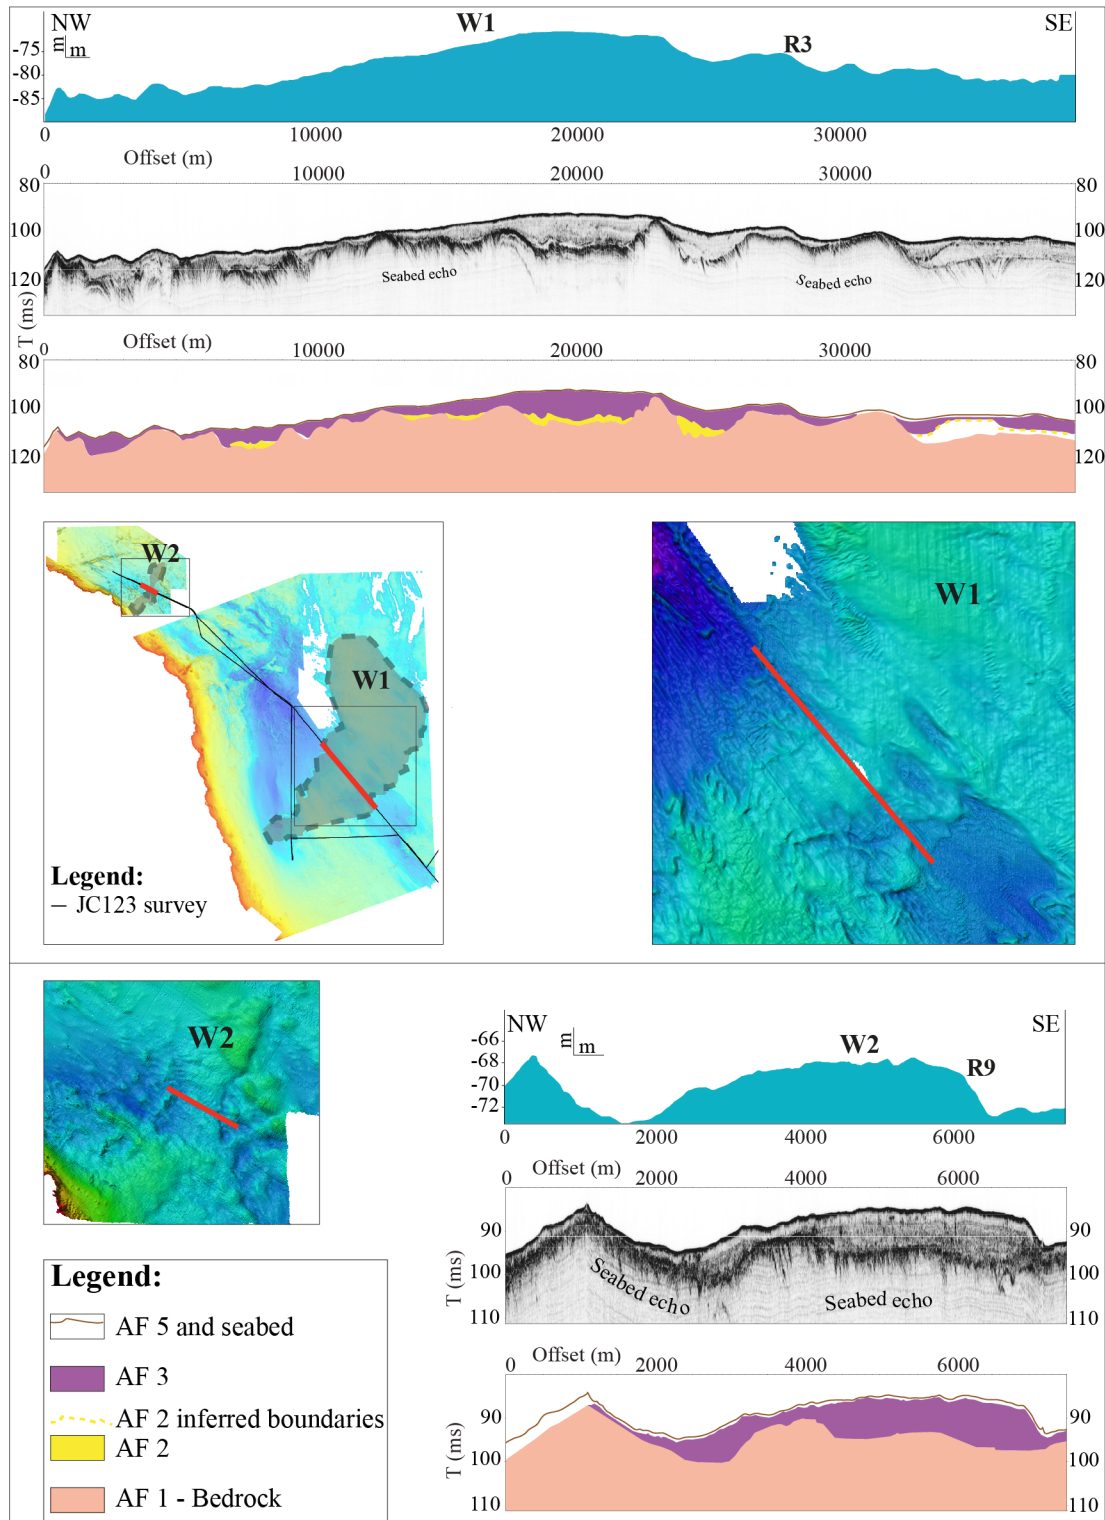 NW W1 SE
m
m
R3
-75
-80
-85
0 10000 20000 30000
Offset (m)
0 10000 20000 30000
80 80
100 100
120 120
Seabed echo
Seabed echo
T (ms)
Offset (m)
0 10000 20000 30000
80 80
100 100
120 120
W2
W1
Legend:
JC123 survey
W1
W2
NW SE
m
m
W2
R9
-66
-68
-70
-72
0 2000 4000 6000
Offset (m)
0 2000 4000 6000
90 90
100 100
110 110
T (ms)
Seabed echo
Seabed echo
Offset (m)
0 2000 4000 6000
90 90
100 100
110 110
T (ms)
Legend:
AF 5 and seabed
AF 3
AF 2 inferred boundaries
AF 2
AF 1 - Bedrock